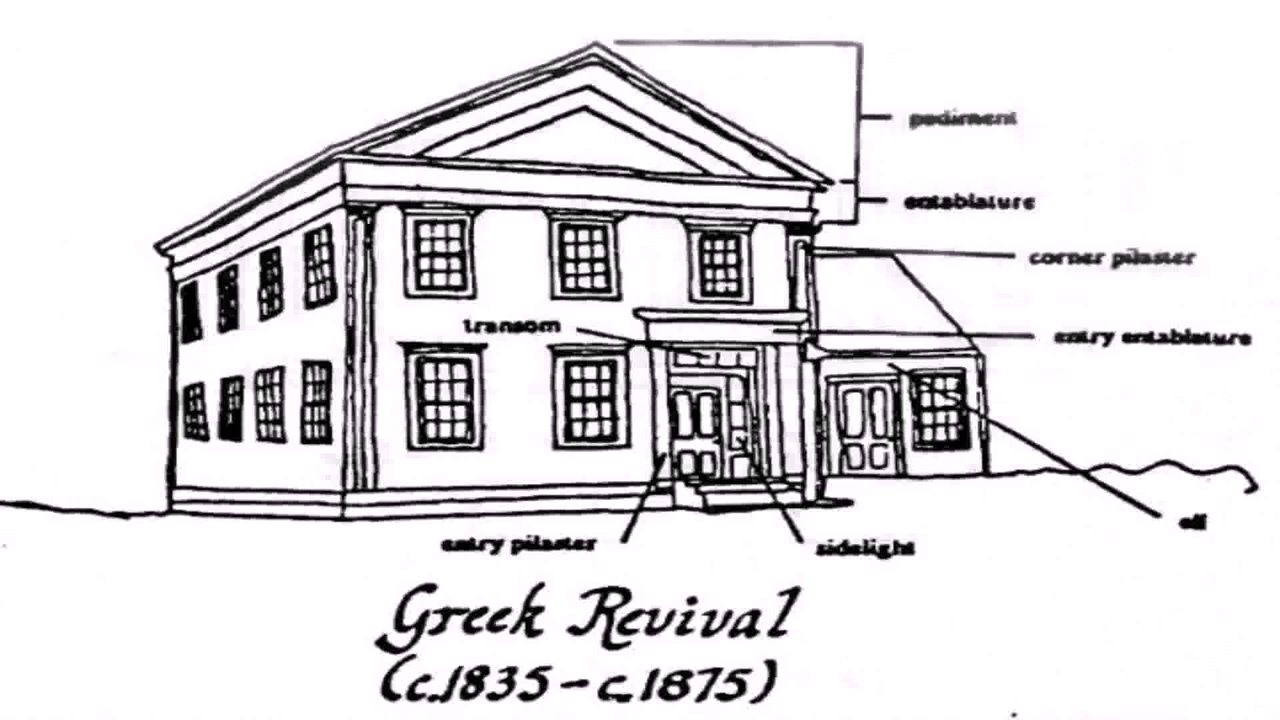 pediment
entablature
corner pilaster
transom
entry entablature
ell
entry pilaster
sidelight
Greek Revival
(c.1835 - c.1875)